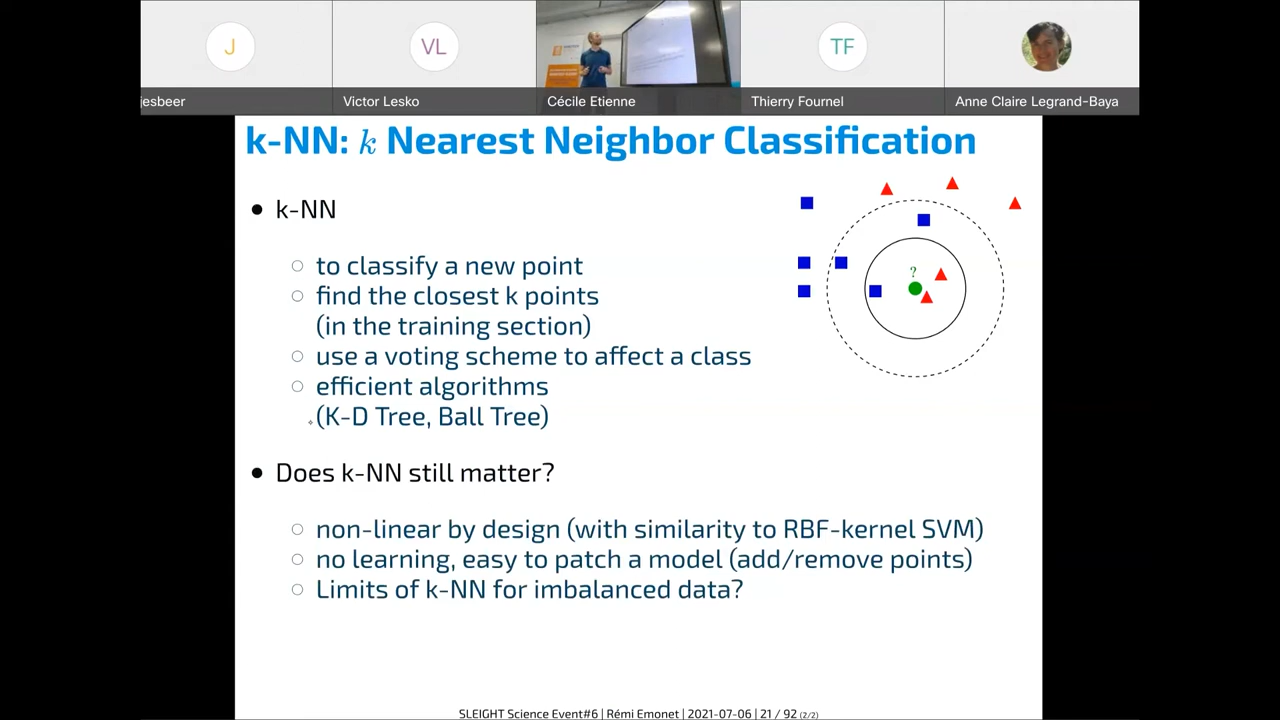 J
VL
TF
jesbeer
Victor Lesko
Cécile Etienne
Thierry Fournel
Anne Claire Legrand-Baya
k-NN: k Nearest Neighbor Classification
• k-NN
○ to classify a new point
○ find the closest k points
(in the training section)
○ use a voting scheme to affect a class
○ efficient algorithms
(K-D Tree, Ball Tree)
?
• Does k-NN still matter?
○ non-linear by design (with similarity to RBF-kernel SVM)
○ no learning, easy to patch a model (add/remove points)
○ Limits of k-NN for imbalanced data?
SLEIGHT Science Event#6 | Rémi Emonet | 2021-07-06 | 21 / 92 (2/2)